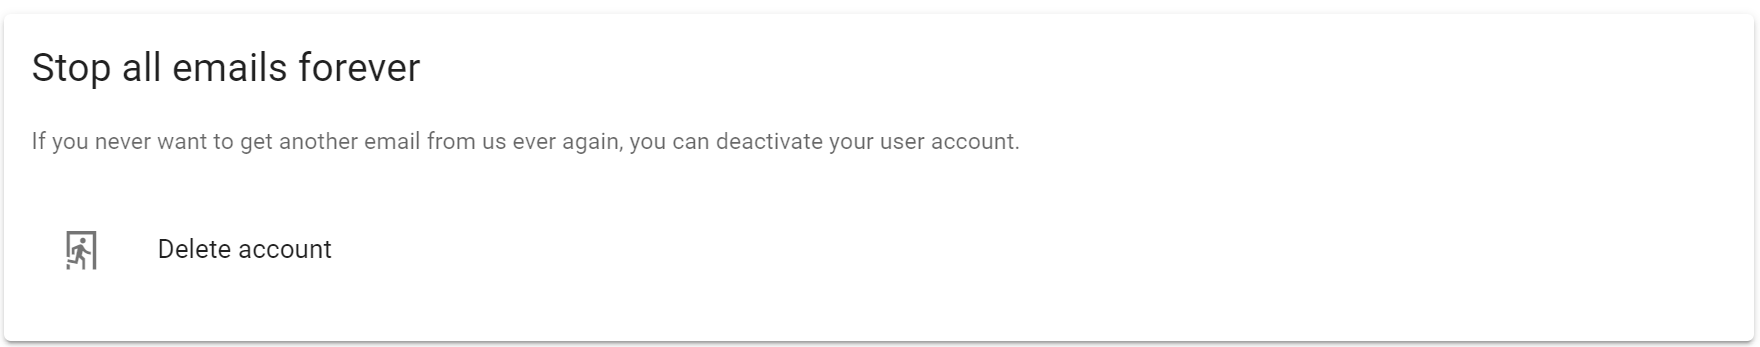 Stop all emails forever
If you never want to get another email from us ever again, you can deactivate your user account.
Delete account